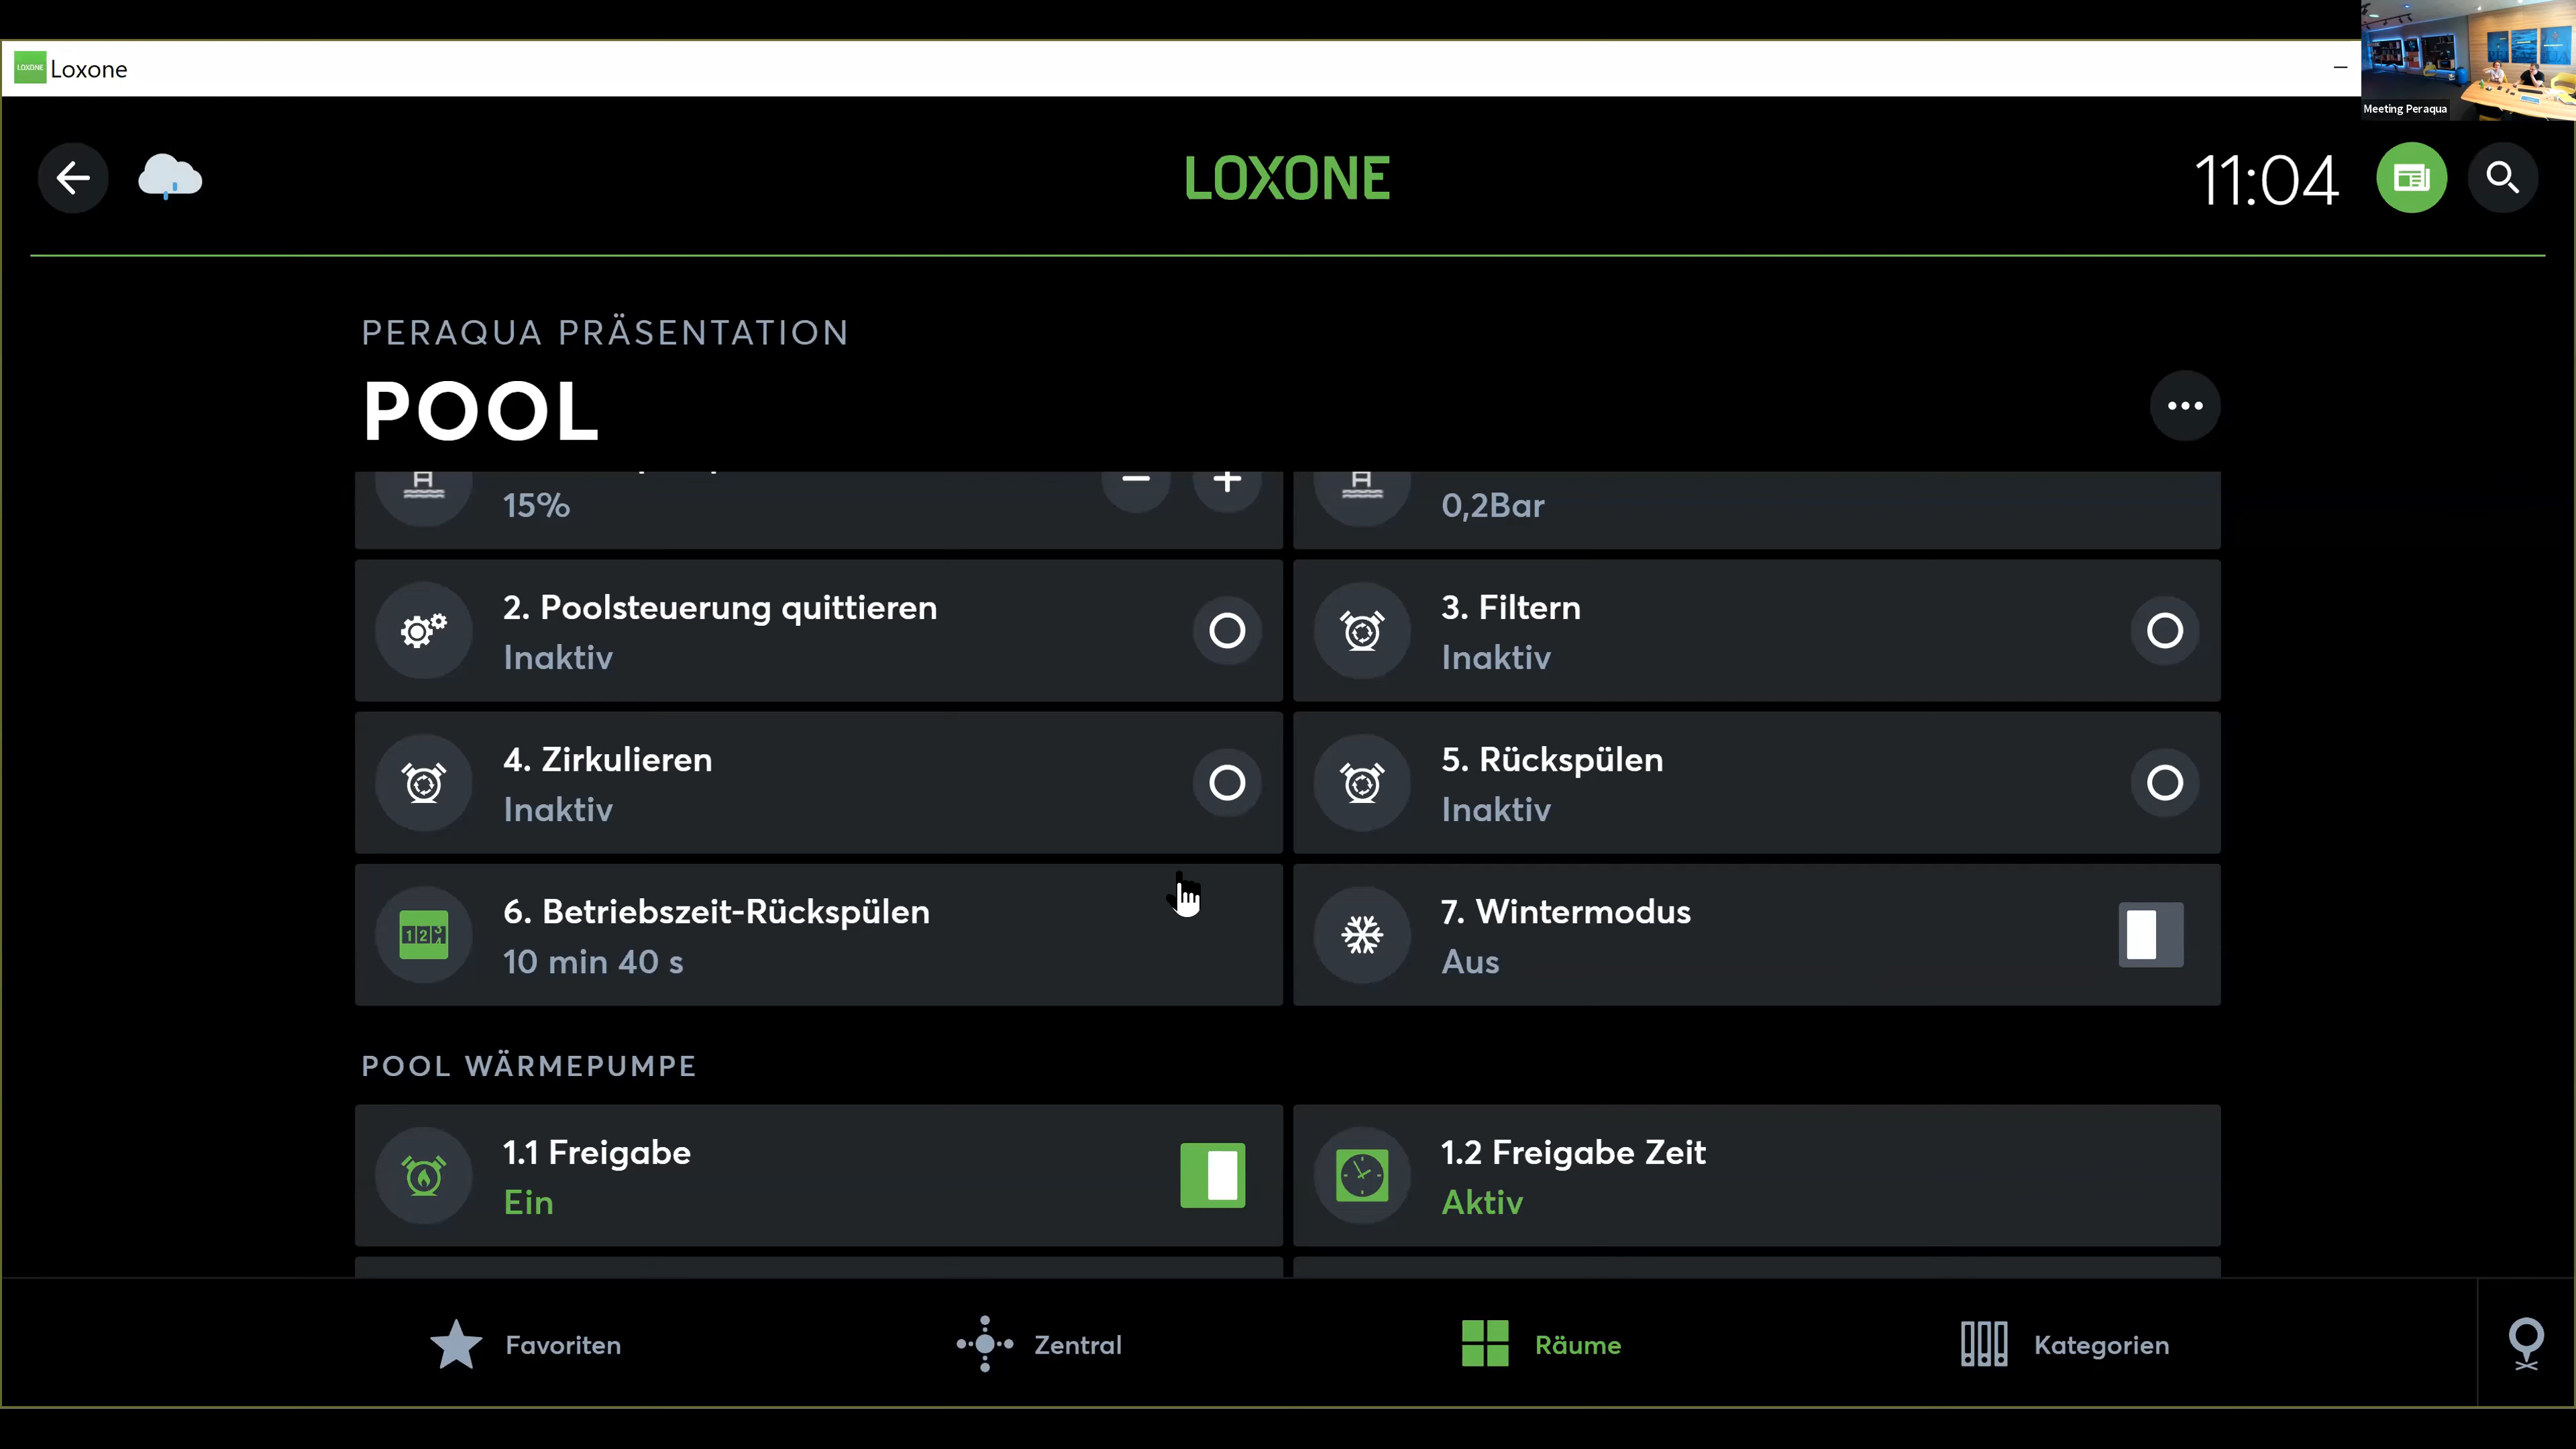 LOXONE Loxone
Meeting Peraqua
LOXONE
11:04
PERAQUA PRÄSENTATION
POOL
15%
0,2Bar
2. Poolsteuerung quittieren
Inaktiv
3. Filtern
Inaktiv
4. Zirkulieren
Inaktiv
5. Rückspülen
Inaktiv
6. Betriebszeit-Rückspülen
10 min 40 s
7. Wintermodus
Aus
POOL WÄRMEPUMPE
1.1 Freigabe
Ein
1.2 Freigabe Zeit
Aktiv
Favoriten
Zentral
Räume
Kategorien